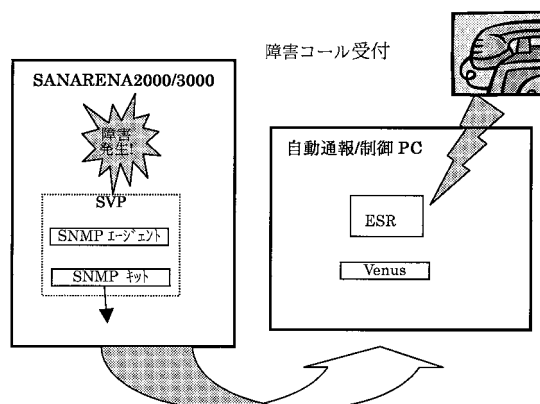 障害コール受付
SANARENA2000/3000
障害
発生!
SVP
SNMP エージェント
SNMP キット
自動通報/制御 PC
ESR
Venus